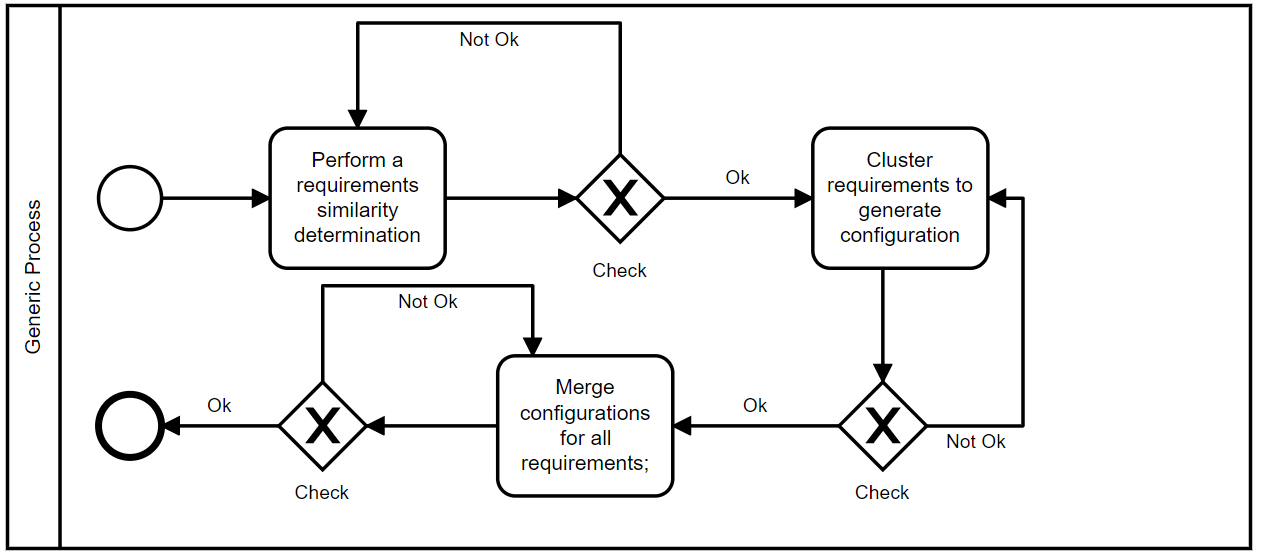 Generic Process
Not Ok
Perform a
requirements
similarity
determination
Check
Ok
Cluster
requirements to
generate
configuration
Not Ok
Merge
configurations
for all
requirements;
Ok
Check
Not Ok
Ok
Check